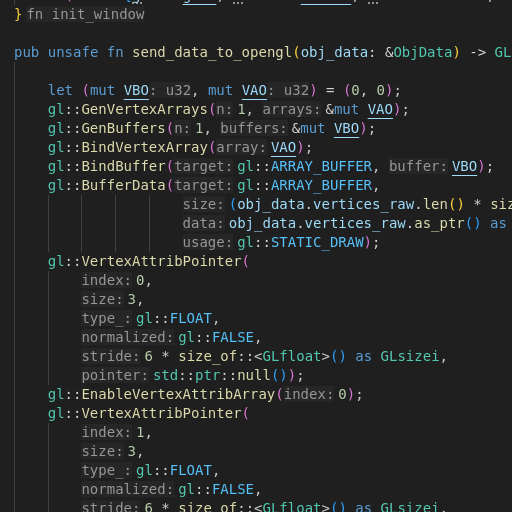 } fn init_window
pub unsafe fn send_data_to_opengl(obj_data: &ObjData) -> GL
let (mut VBO: u32, mut VAO: u32) = (0, 0);
gl::GenVertexArrays(n: 1, arrays: &mut VAO);
gl::GenBuffers(n: 1, buffers: &mut VBO);
gl::BindVertexArray(array: VAO);
gl::BindBuffer(target: gl::ARRAY_BUFFER, buffer: VBO);
gl::BufferData(target: gl::ARRAY_BUFFER,
size: (obj_data.vertices_raw.len() * siz
data: obj_data.vertices_raw.as_ptr() as
usage: gl::STATIC_DRAW);
gl::VertexAttribPointer(
index: 0,
size: 3,
type_: gl::FLOAT,
normalized: gl::FALSE,
stride: 6 * size_of::<GLfloat>() as GLsizei,
pointer: std::ptr::null());
gl::EnableVertexAttribArray(index: 0);
gl::VertexAttribPointer(
index: 1,
size: 3,
type_: gl::FLOAT,
normalized: gl::FALSE,
stride: 6 * size_of::<GLfloat>() as GLsizei,